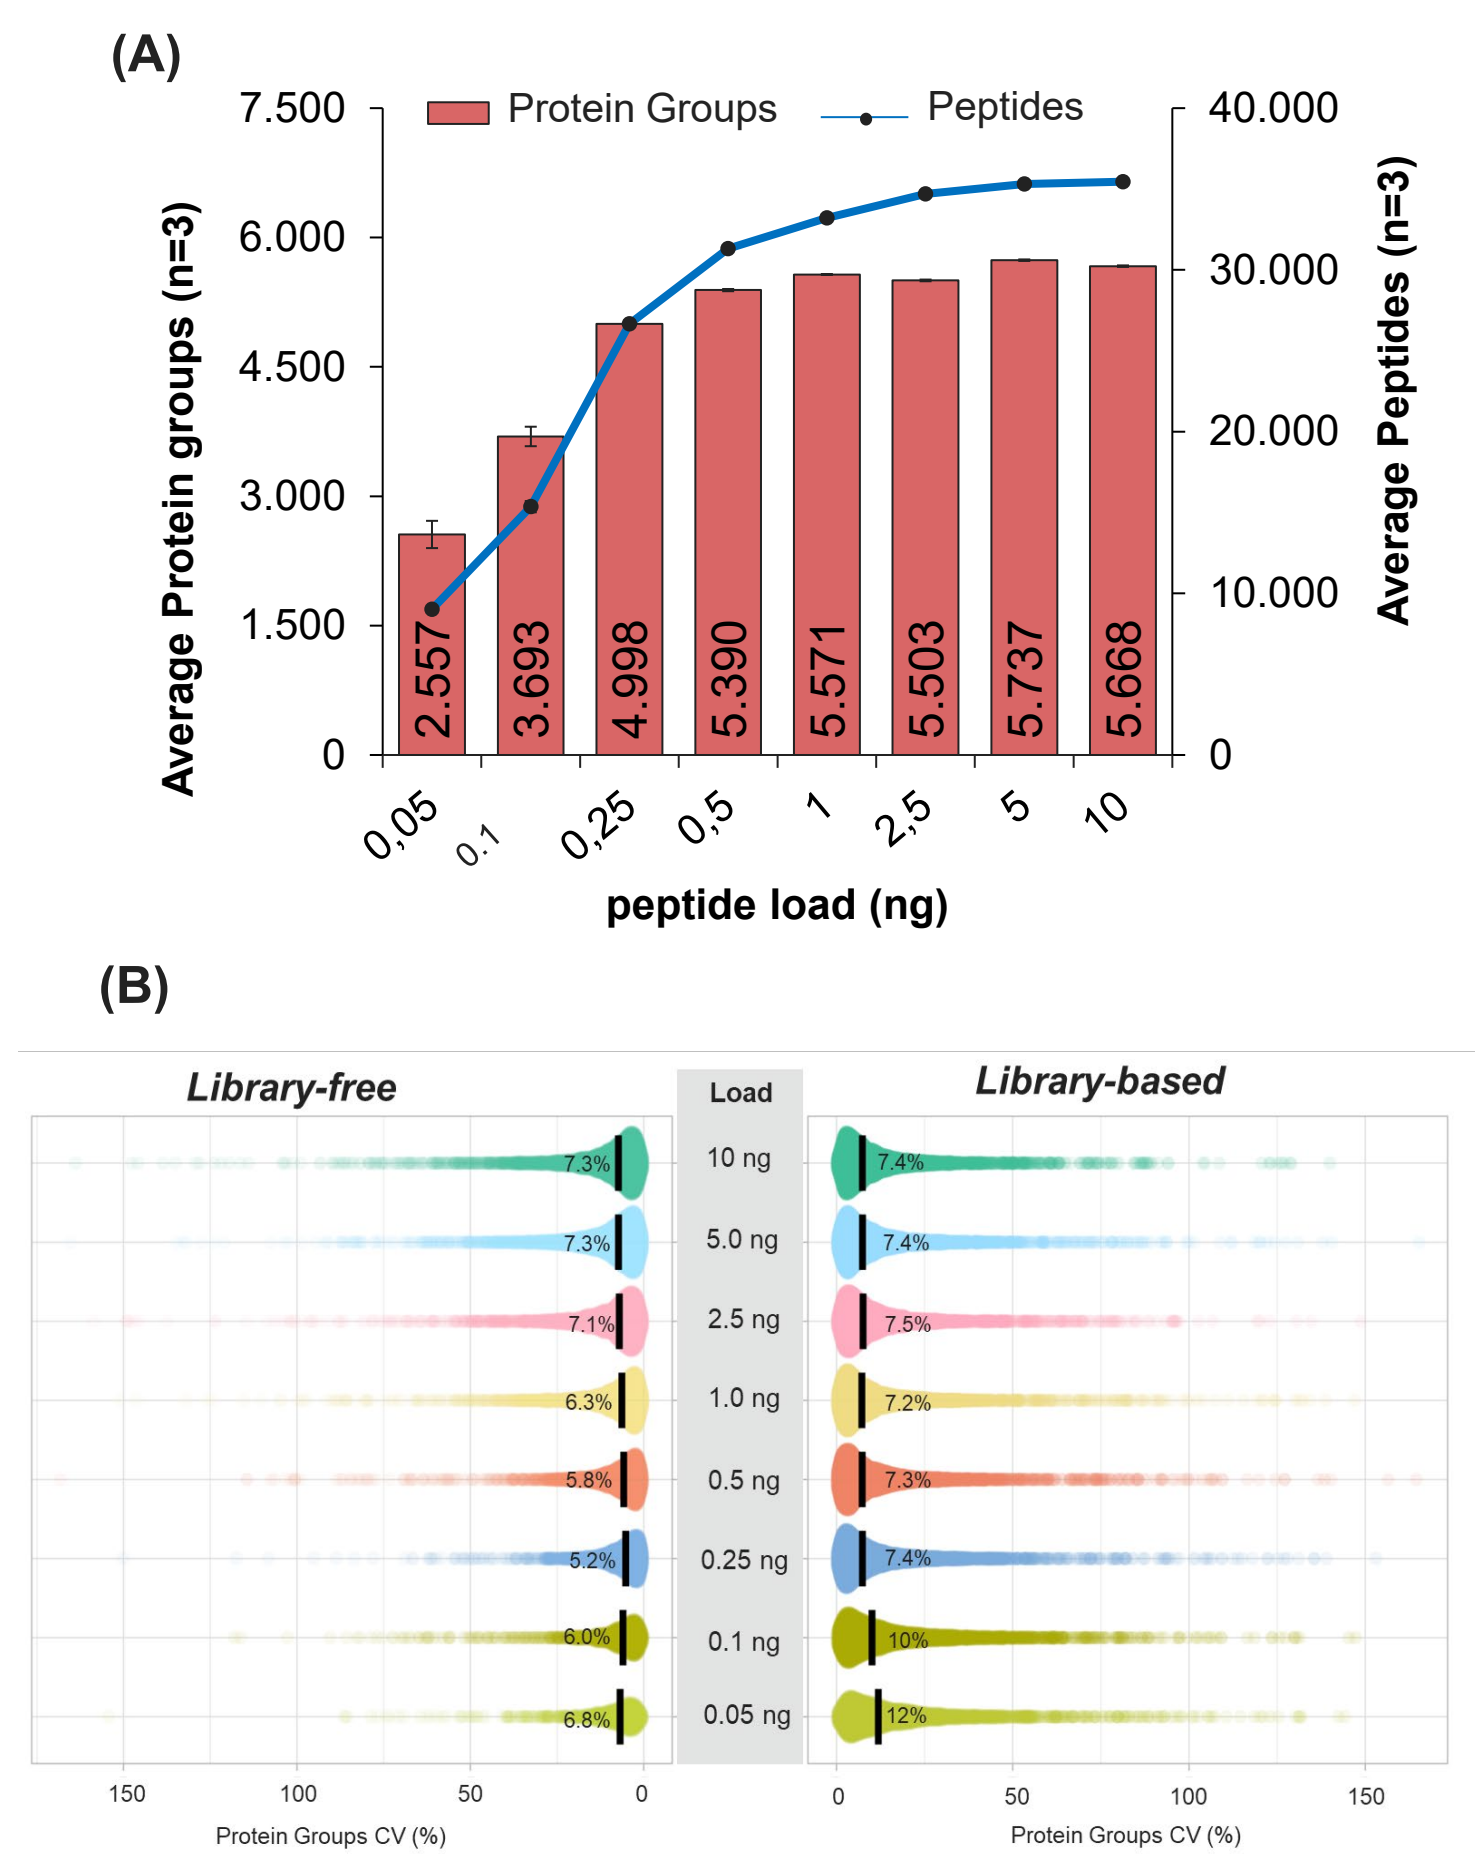 (A)
Protein Groups
Peptides
Average Protein groups (n=3)
7.500
6.000
4.500
3.000
1.500
0
40.000
30.000
20.000
10.000
0
Average Peptides (n=3)
2.557
3.693
4.998
5.390
5.571
5.503
5.737
5.668
0,05
0.1
0,25
0,5
1
2,5
5
10
peptide load (ng)
(B)
Library-free
Load
Library-based
7.3%
10 ng
7.4%
7.3%
5.0 ng
7.4%
7.1%
2.5 ng
7.5%
6.3%
1.0 ng
7.2%
5.8%
0.5 ng
7.3%
5.2%
0.25 ng
7.4%
6.0%
0.1 ng
10%
6.8%
0.05 ng
12%
150
100
50
0
0
50
100
150
Protein Groups CV (%)
Protein Groups CV (%)